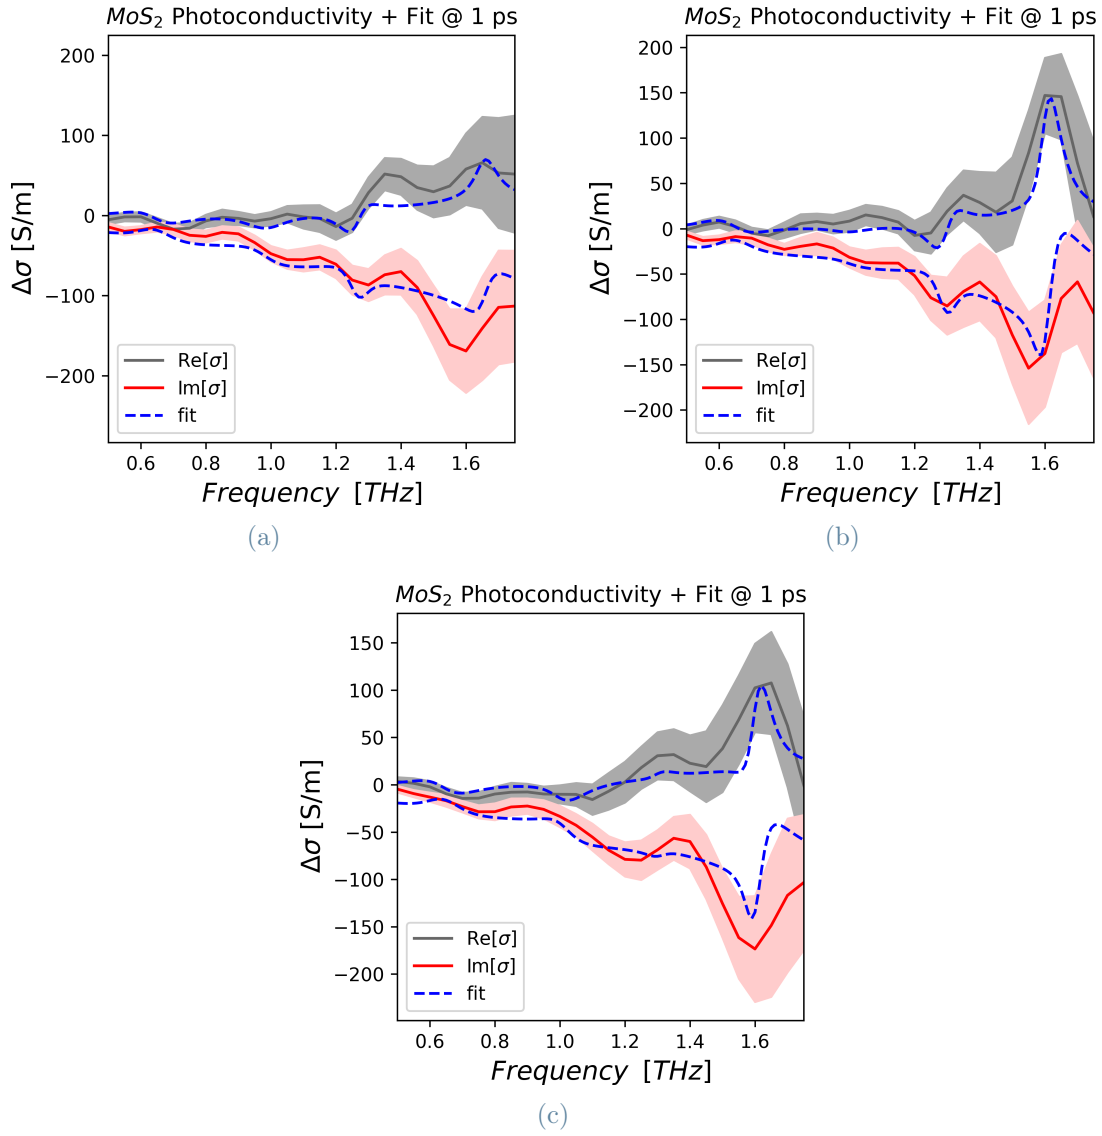 MoS₂ Photoconductivity + Fit @ 1 ps
200
100
0
−100
−200
Δσ [S/m]
Re[σ]
Im[σ]
fit
0.6 0.8 1.0 1.2 1.4 1.6
Frequency [THz]
(a)
MoS₂ Photoconductivity + Fit @ 1 ps
200
150
100
50
0
−50
−100
−150
−200
Δσ [S/m]
Re[σ]
Im[σ]
fit
0.6 0.8 1.0 1.2 1.4 1.6
Frequency [THz]
(b)
MoS₂ Photoconductivity + Fit @ 1 ps
150
100
50
0
−50
−100
−150
−200
Δσ [S/m]
Re[σ]
Im[σ]
fit
0.6 0.8 1.0 1.2 1.4 1.6
Frequency [THz]
(c)